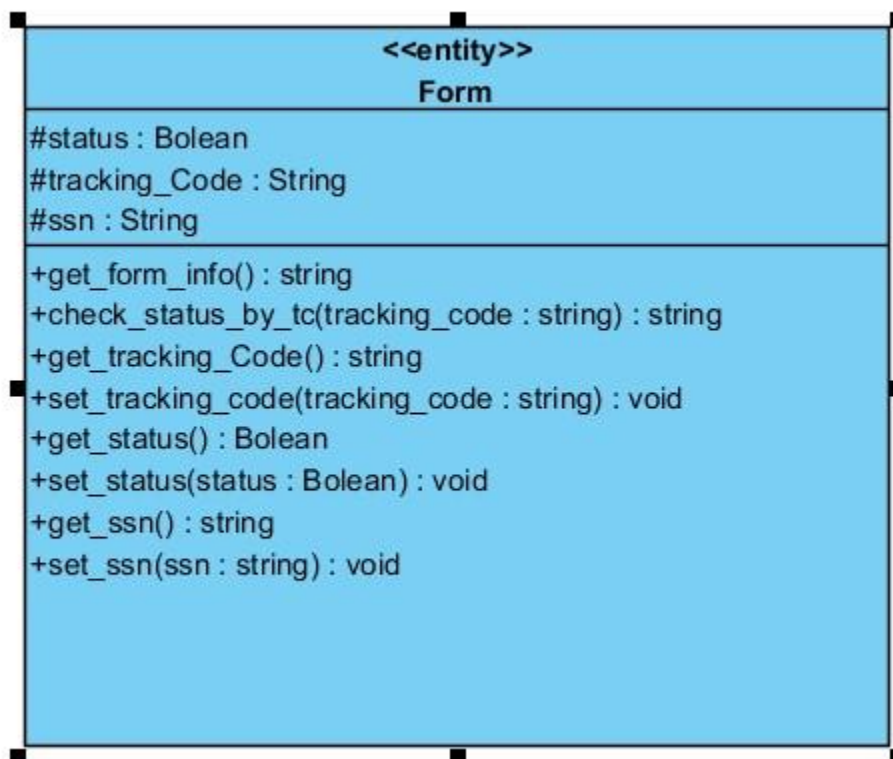 <<entity>>
Form
#status : Bolean
#tracking_Code : String
#ssn : String
+get_form_info() : string
+check_status_by_tc(tracking_code : string) : string
+get_tracking_Code() : string
+set_tracking_code(tracking_code : string) : void
+get_status() : Bolean
+set_status(status : Bolean) : void
+get_ssn() : string
+set_ssn(ssn : string) : void